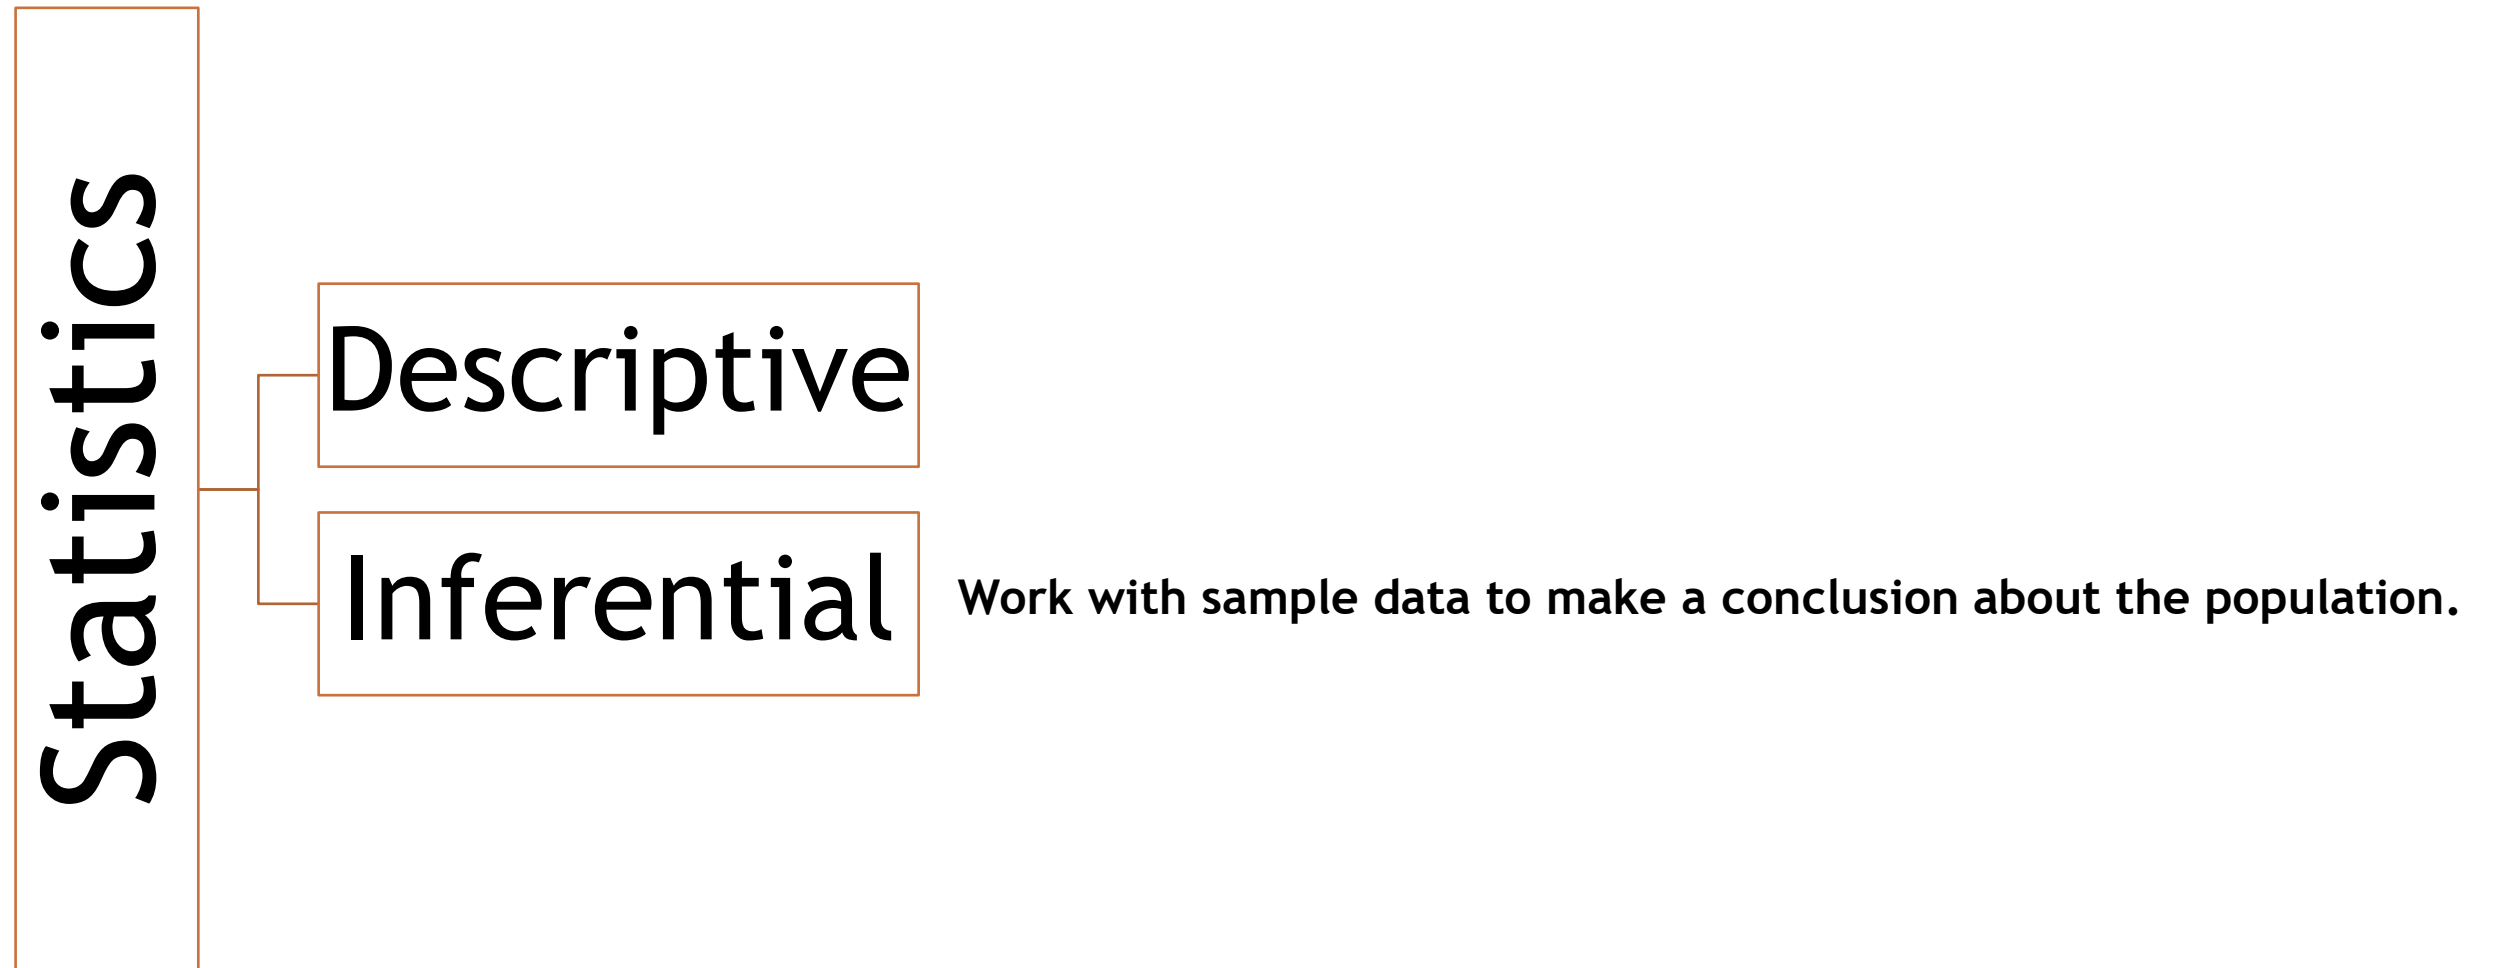 Statistics
Descriptive
Inferential
Work with sample data to make a conclusion about the population.